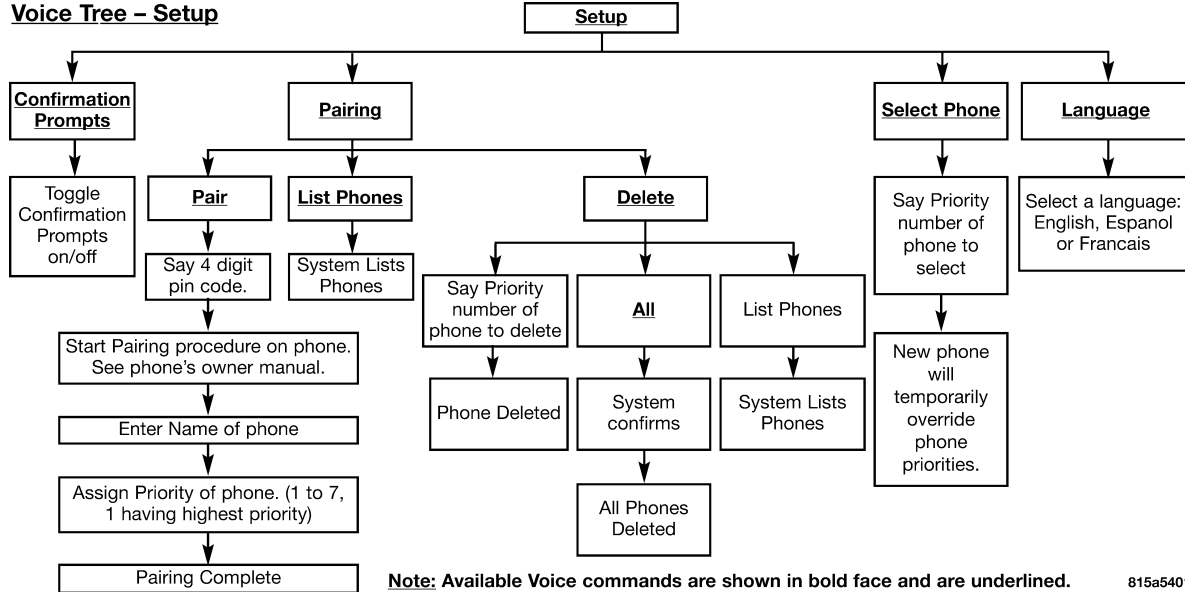 Voice Tree – Setup
Setup
Confirmation
Prompts
Pairing
Select Phone
Language
Toggle
Confirmation
Prompts
on/off
Pair
List Phones
Delete
Say Priority
number of
phone to
select
Select a language:
English, Espanol
or Francais
Say 4 digit
pin code.
System Lists
Phones
Say Priority
number of
phone to delete
All
List Phones
Start Pairing procedure on phone.
See phone's owner manual.
New phone
will
temporarily
override
phone
priorities.
Phone Deleted
System
confirms
System Lists
Phones
Enter Name of phone
Assign Priority of phone. (1 to 7,
1 having highest priority)
All Phones
Deleted
Pairing Complete
Note: Available Voice commands are shown in bold face and are underlined.